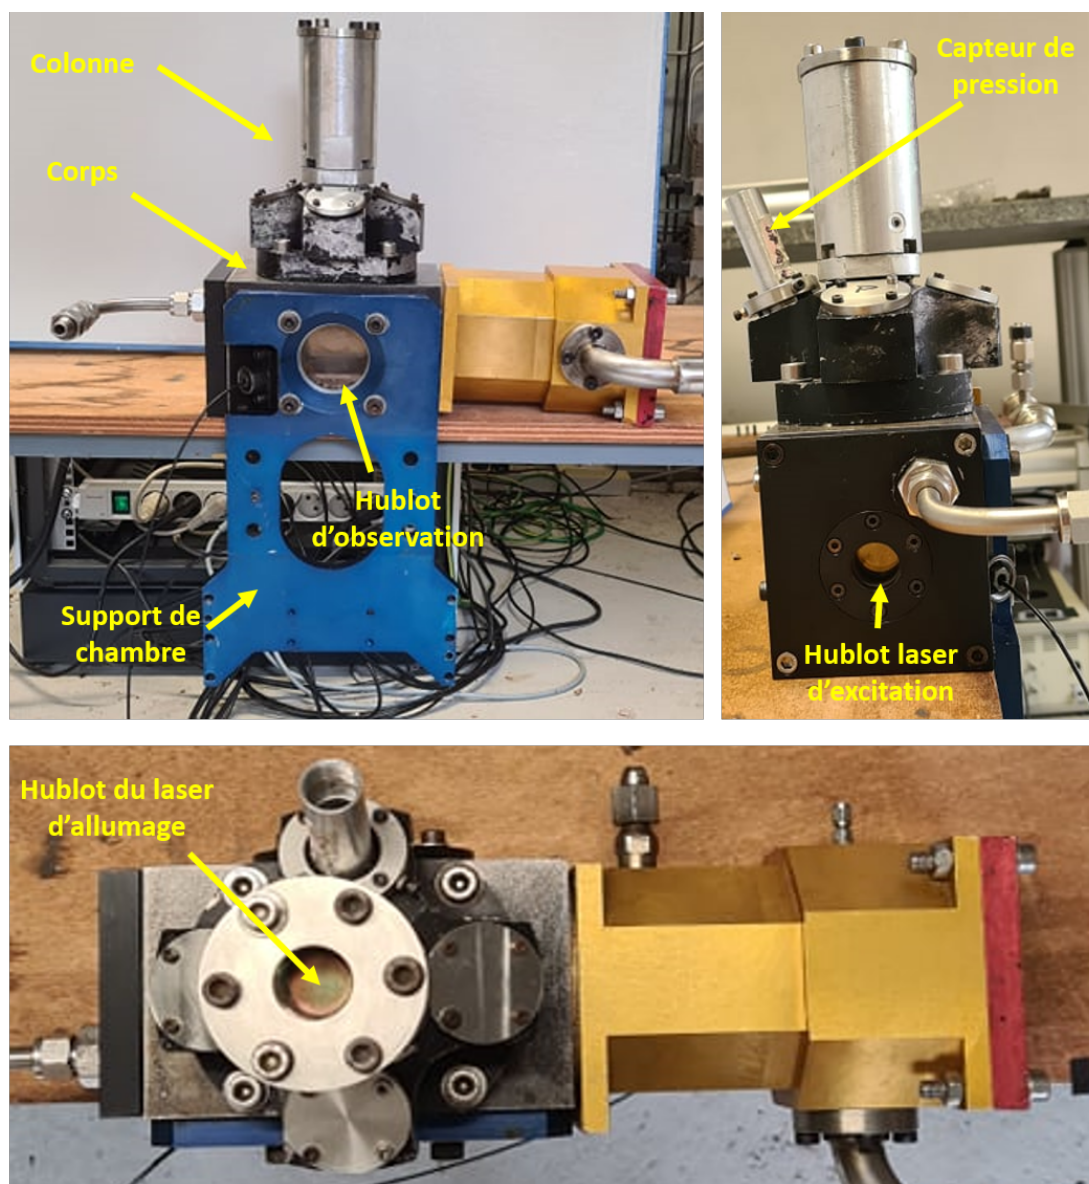 Colonne
Corps
Hublot
d'observation
Support de
chambre
Capteur de
pression
P
Hublot laser
d'excitation
Hublot du laser
d'allumage